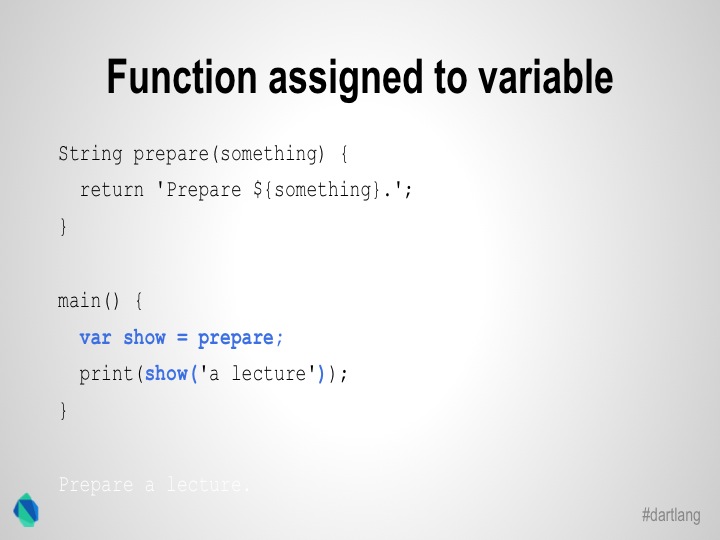 Function assigned to variable
String prepare(something) {
  return 'Prepare ${something}.';
}
main() {
  var show = prepare;
  print(show('a lecture'));
}
Prepare a lecture.
#dartlang